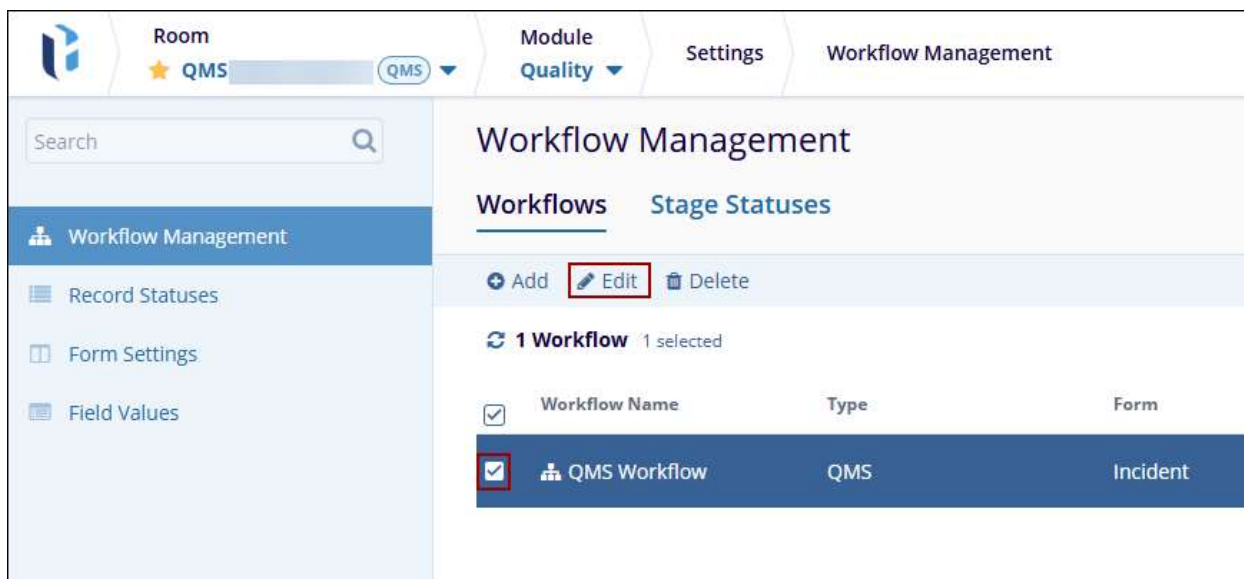 Room
QMS QMS
Module
Quality
Settings
Workflow Management
Search
Workflow Management
Record Statuses
Form Settings
Field Values
Workflow Management
Workflows Stage Statuses
Add Edit Delete
1 Workflow 1 selected
Workflow Name Type Form
QMS Workflow QMS Incident